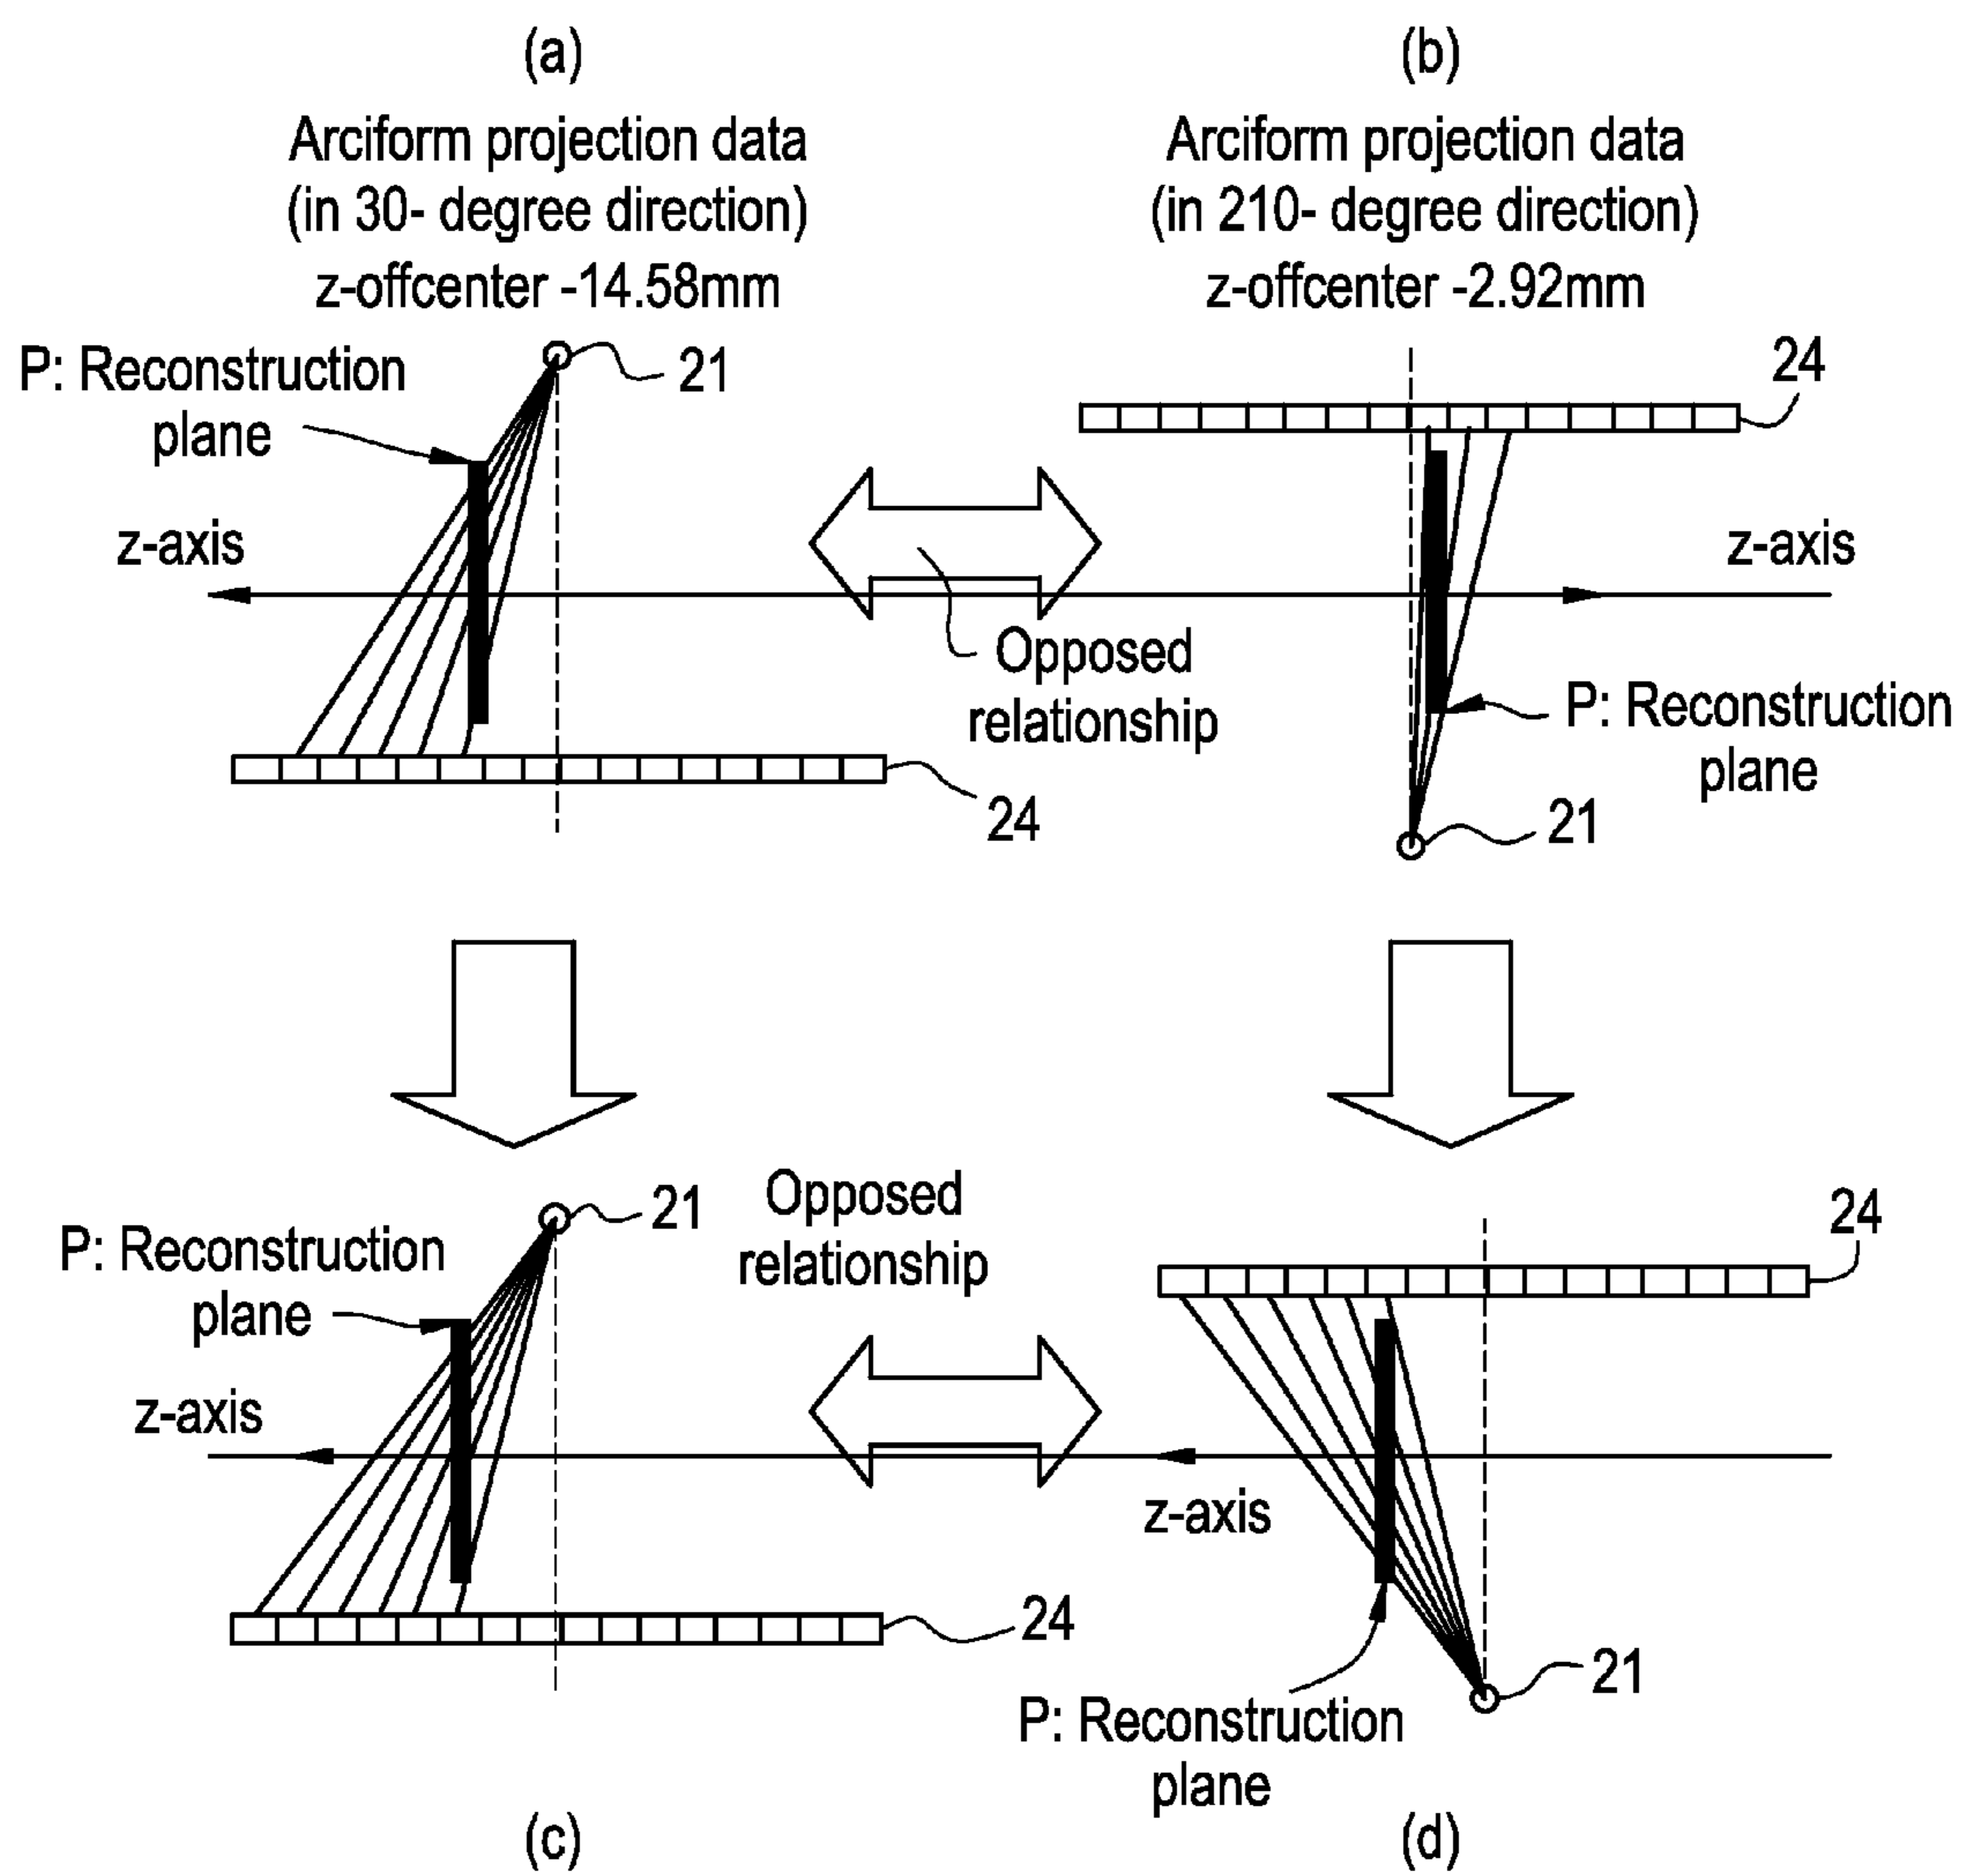 (a)
Arciform projection data
(in 30- degree direction)
z-offcenter -14.58mm
P: Reconstruction
plane
21
z-axis
24
(b)
Arciform projection data
(in 210- degree direction)
z-offcenter -2.92mm
24
z-axis
P: Reconstruction
plane
21
Opposed
relationship
P: Reconstruction
plane
21
z-axis
24
(c)
Opposed
relationship
24
z-axis
21
P: Reconstruction
plane
(d)